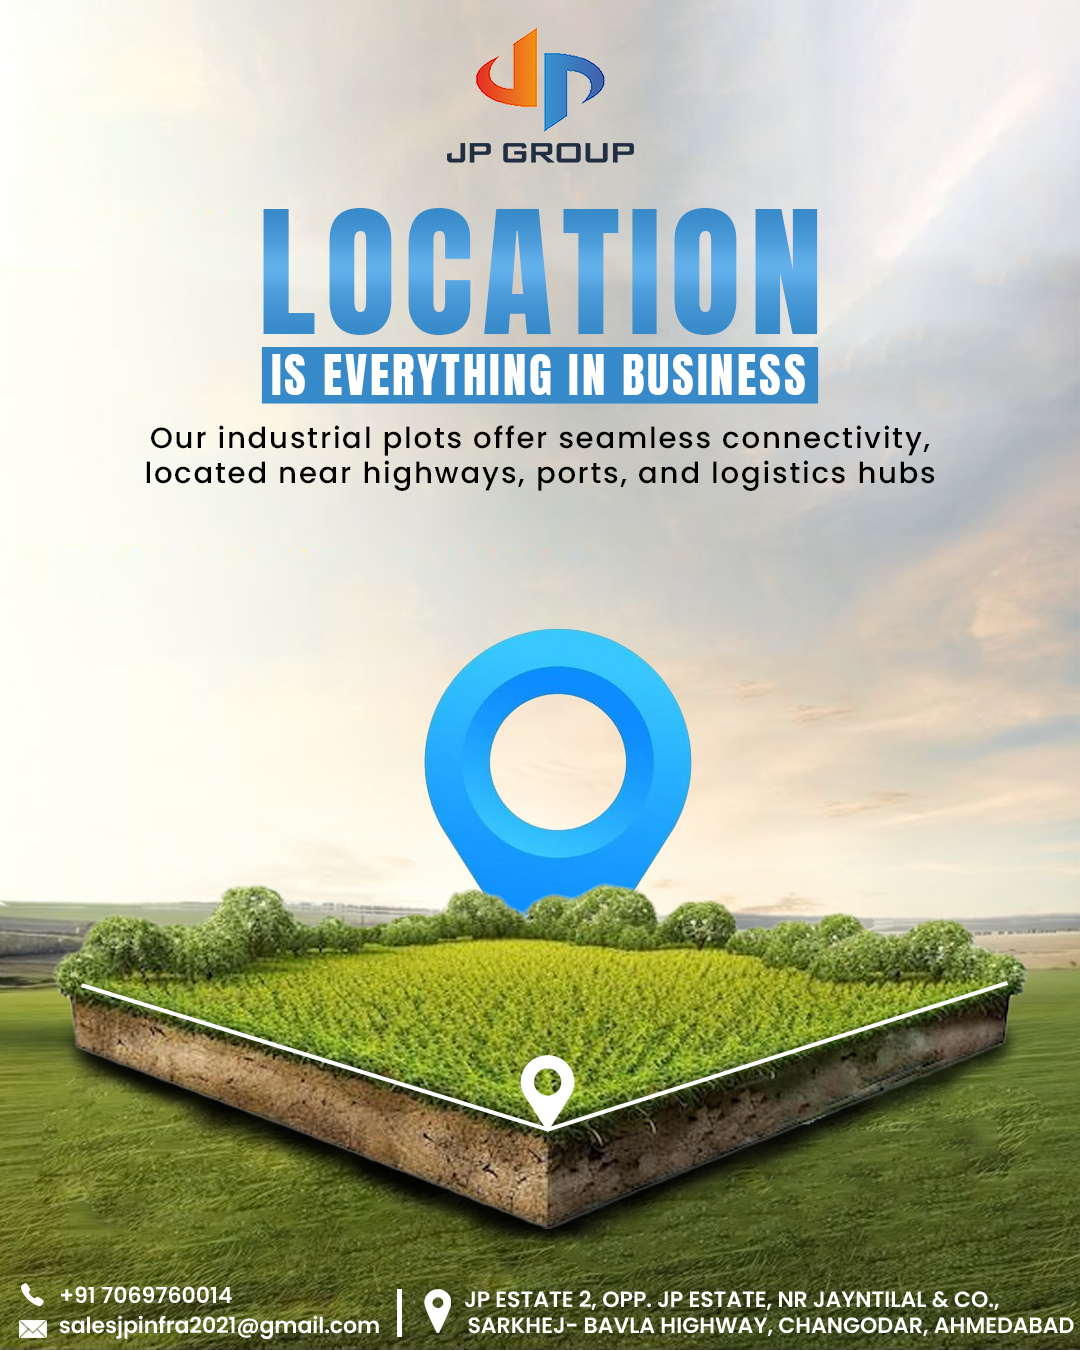 JP GROUP
LOCATION
IS EVERYTHING IN BUSINESS
Our industrial plots offer seamless connectivity,
located near highways, ports, and logistics hubs
+91 7069760014
salesjpinfra2021@gmail.com
JP ESTATE 2, OPP. JP ESTATE, NR JAYNTILAL & CO.,
SARKHEJ- BAVLA HIGHWAY, CHANGODAR, AHMEDABAD